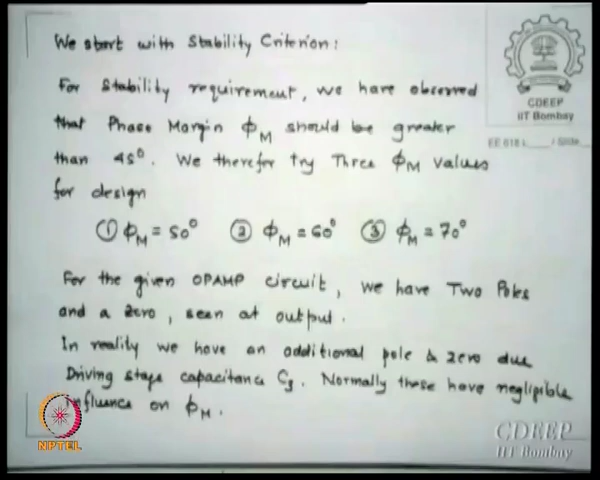 We start with Stability Criterion:
For Stability requirement, we have observed
that Phase Margin ϕM should be greater
than 45°. We therefor try Three ϕM values
for design
① ϕM = 50° ② ϕM = 60° ③ ϕM = 70°
For the given OPAMP circuit, we have Two Poles
and a Zero, seen at output.
In reality we have an additional pole & zero due
Driving stage capacitance C3. Normally these have negligible
influence on ϕM.
CDEEP
IIT Bombay
EE 618 L____/ Slide
NPTEL
CDEEP
IIT Bombay